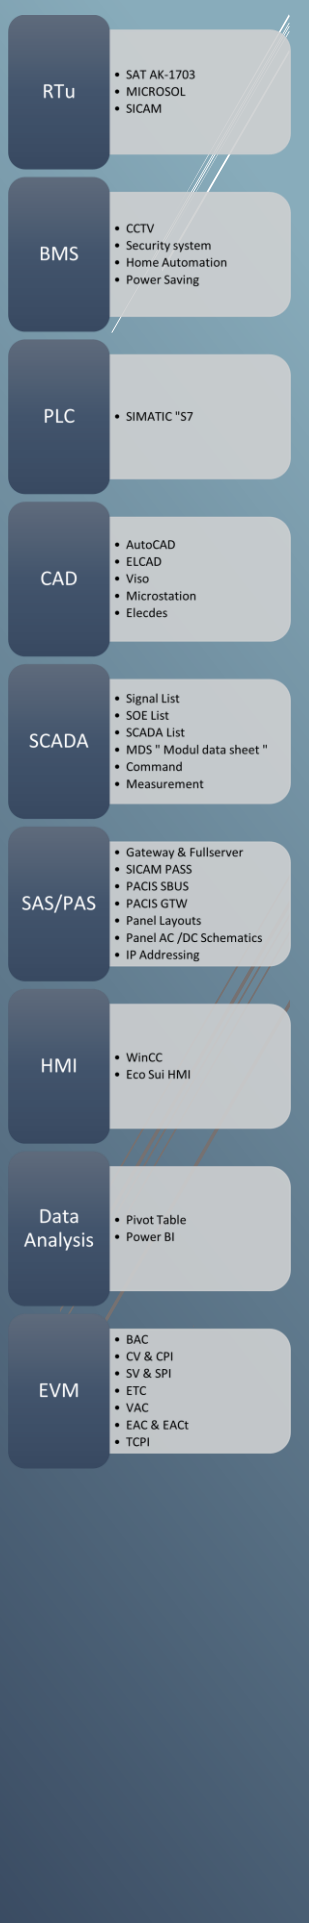 RTu
• SAT AK-1703
• MICROSOL
• SICAM
BMS
• CCTV
• Security system
• Home Automation
• Power Saving
PLC
• SIMATIC "S7
CAD
• AutoCAD
• ELCAD
• Viso
• Microstation
• Elecdes
SCADA
• Signal List
• SOE List
• SCADA List
• MDS " Modul data sheet "
• Command
• Measurement
SAS/PAS
• Gateway & Fullserver
• SICAM PASS
• PACIS SBUS
• PACIS GTW
• Panel Layouts
• Panel AC /DC Schematics
• IP Addressing
HMI
• WinCC
• Eco Sui HMI
Data
Analysis
• Pivot Table
• Power BI
EVM
• BAC
• CV & CPI
• SV & SPI
• ETC
• VAC
• EAC & EACt
• TCPI